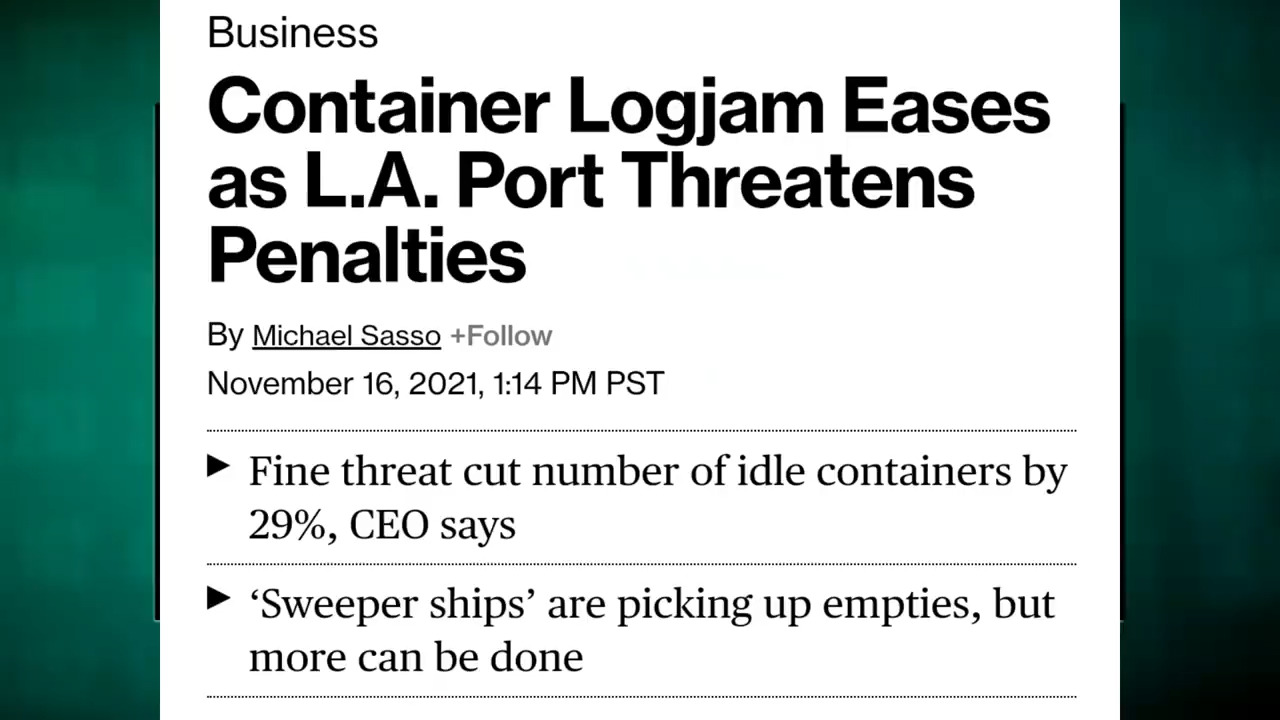 Business
Container Logjam Eases
as L.A. Port Threatens
Penalties
By Michael Sasso +Follow
November 16, 2021, 1:14 PM PST
▶ Fine threat cut number of idle containers by
29%, CEO says
▶ ‘Sweeper ships’ are picking up empties, but
more can be done